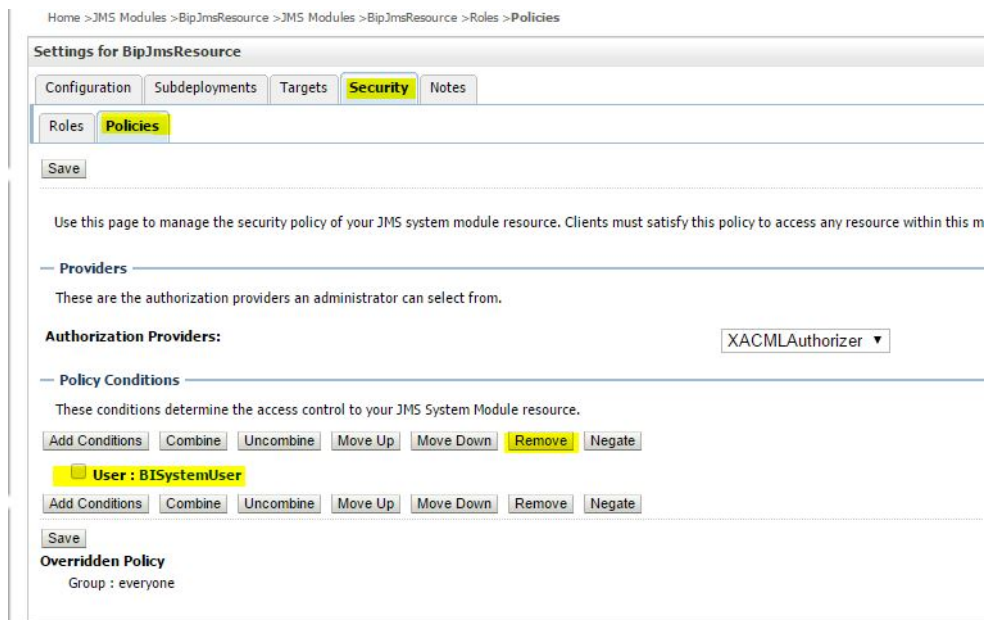 Home >JMS Modules >BipJmsResource >JMS Modules >BipJmsResource >Roles >Policies
Settings for BipJmsResource
Configuration Subdeployments Targets Security Notes
Roles Policies
Save
Use this page to manage the security policy of your JMS system module resource. Clients must satisfy this policy to access any resource within this m
Providers
These are the authorization providers an administrator can select from.
Authorization Providers: XACMLAuthorizer
Policy Conditions
These conditions determine the access control to your JMS System Module resource.
Add Conditions Combine Uncombine Move Up Move Down Remove Negate
User : BISystemUser
Add Conditions Combine Uncombine Move Up Move Down Remove Negate
Save
Overridden Policy
Group : everyone